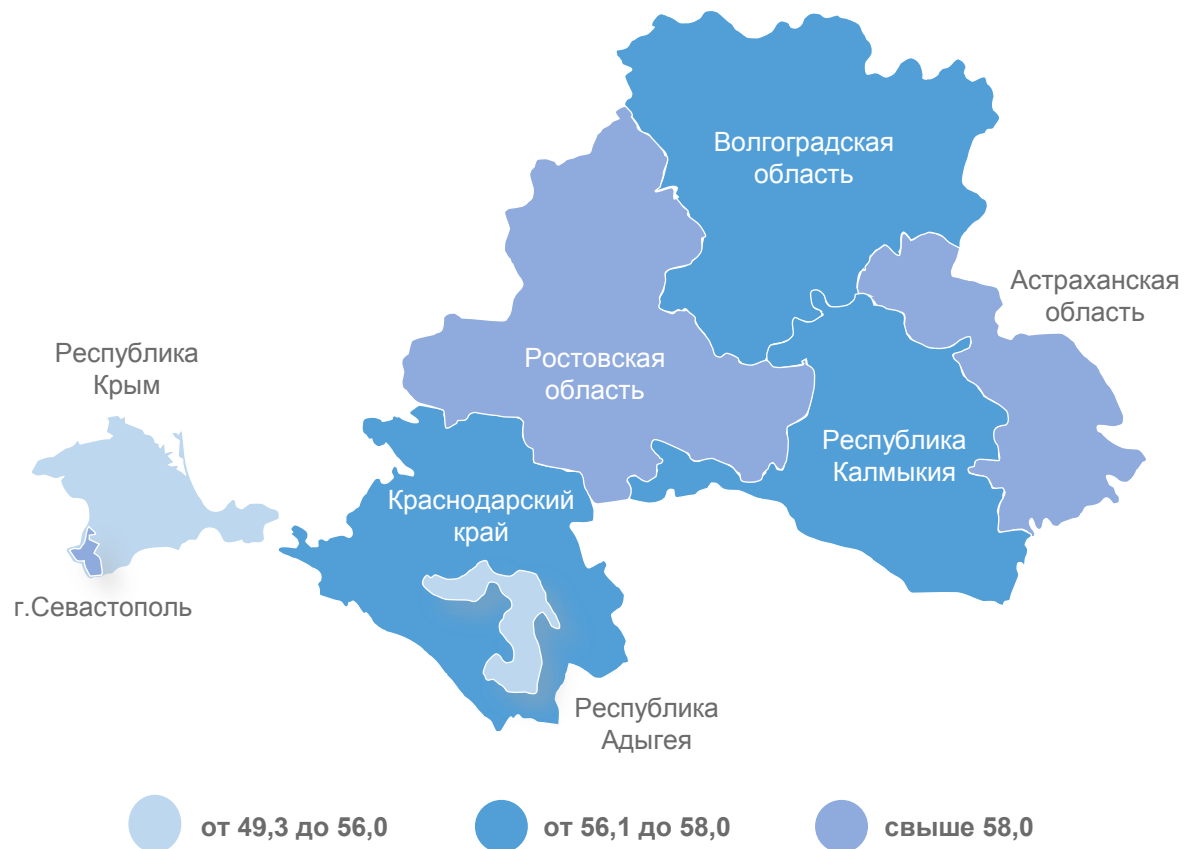 Волгоградская
область
Астраханская
область
Республика
Крым
Ростовская
область
Республика
Калмыкия
Краснодарский
край
г.Севастополь
Республика
Адыгея
от 49,3 до 56,0
от 56,1 до 58,0
свыше 58,0